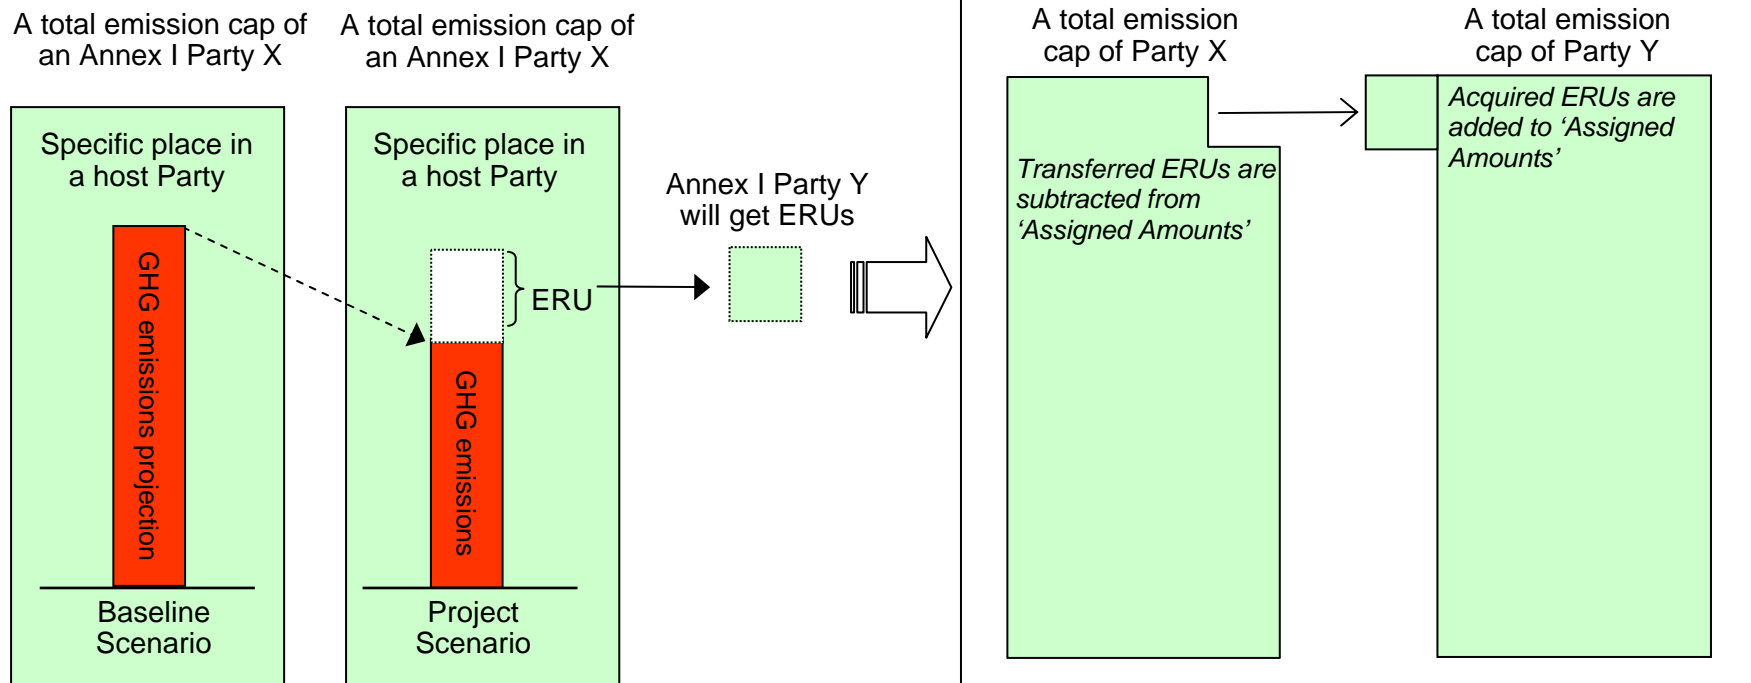 A total emission cap of
an Annex I Party X
A total emission cap of
an Annex I Party X
Specific place in
a host Party
GHG emissions projection
Baseline
Scenario
Specific place in
a host Party
ERU
GHG emissions
Project
Scenario
Annex I Party Y
will get ERUs
A total emission
cap of Party X
Transferred ERUs are
subtracted from
‘Assigned Amounts’
A total emission
cap of Party Y
Acquired ERUs are
added to ‘Assigned
Amounts’